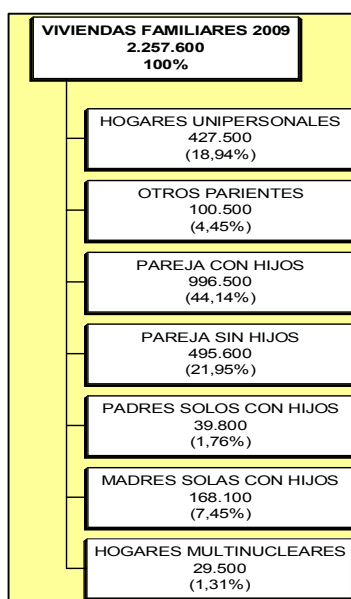 VIVIENDAS FAMILIARES 2009
2.257.600
100%
HOGARES UNIPERSONALES
427.500
(18,94%)
OTROS PARIENTES
100.500
(4,45%)
PAREJA CON HIJOS
996.500
(44,14%)
PAREJA SIN HIJOS
495.600
(21,95%)
PADRES SOLOS CON HIJOS
39.800
(1,76%)
MADRES SOLAS CON HIJOS
168.100
(7,45%)
HOGARES MULTINUCLEARES
29.500
(1,31%)